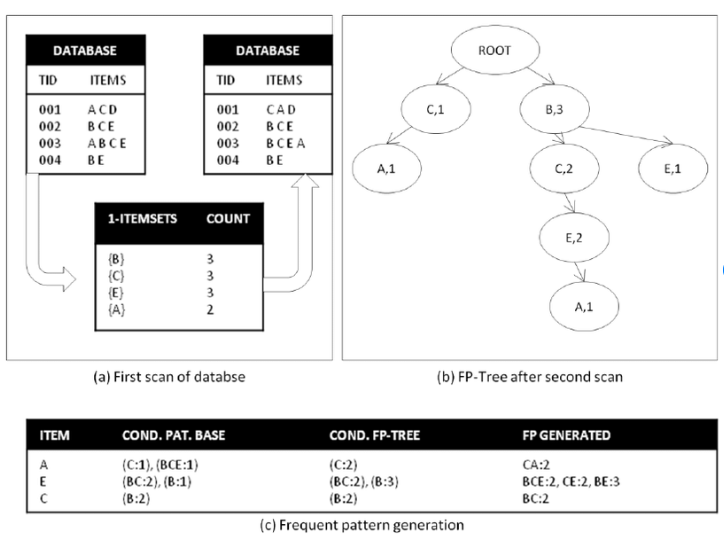 DATABASE
TID ITEMS
001 A C D
002 B C E
003 A B C E
004 B E
DATABASE
TID ITEMS
001 C A D
002 B C E
003 B C E A
004 B E
1-ITEMSETS COUNT
{B} 3
{C} 3
{E} 3
{A} 2
(a) First scan of databse
ROOT
C,1 B,3
A,1 C,2 E,1
E,2
A,1
(b) FP-Tree after second scan
ITEM COND. PAT. BASE COND. FP-TREE FP GENERATED
A (C:1), (BCE:1) (C:2) CA:2
E (BC:2), (B:1) (BC:2), (B:3) BCE:2, CE:2, BE:3
C (B:2) (B:2) BC:2
(c) Frequent pattern generation